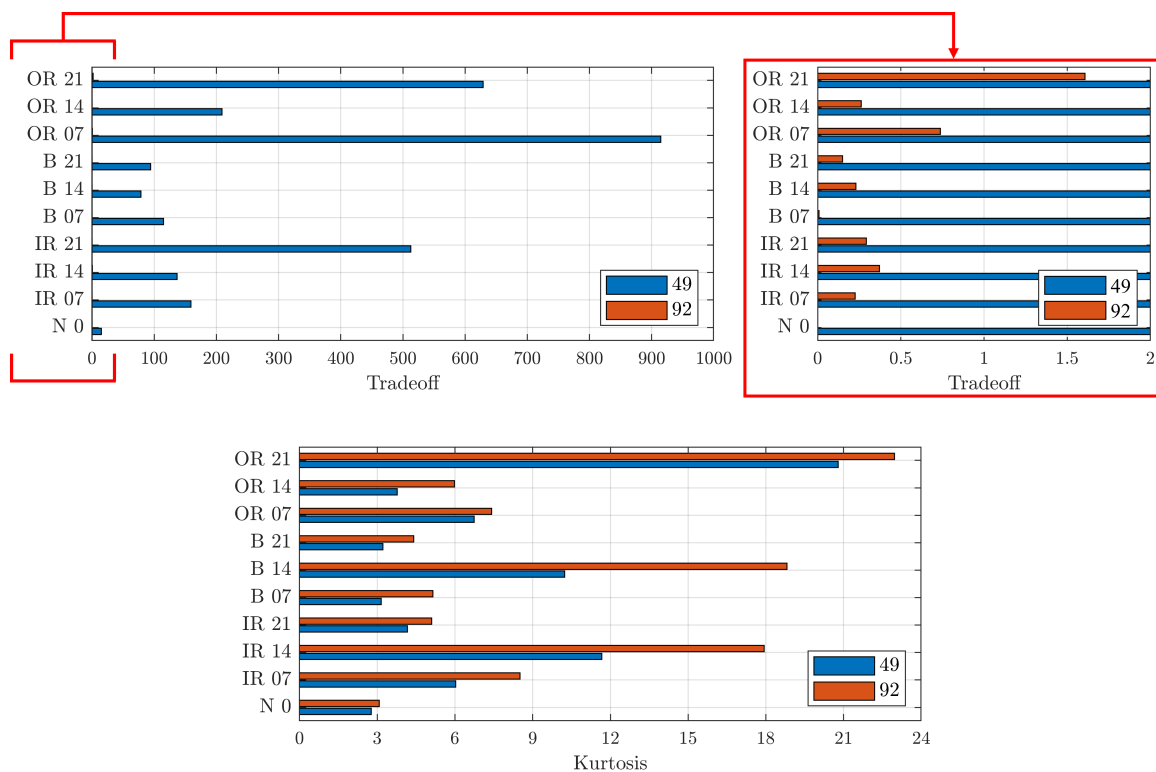 OR 21
OR 14
OR 07
B 21
B 14
B 07
IR 21
IR 14
IR 07
N 0
49
92
0 100 200 300 400 500 600 700 800 900 1000
Tradeoff
OR 21
OR 14
OR 07
B 21
B 14
B 07
IR 21
IR 14
IR 07
N 0
49
92
0 0.5 1 1.5 2
Tradeoff
OR 21
OR 14
OR 07
B 21
B 14
B 07
IR 21
IR 14
IR 07
N 0
49
92
0 3 6 9 12 15 18 21 24
Kurtosis